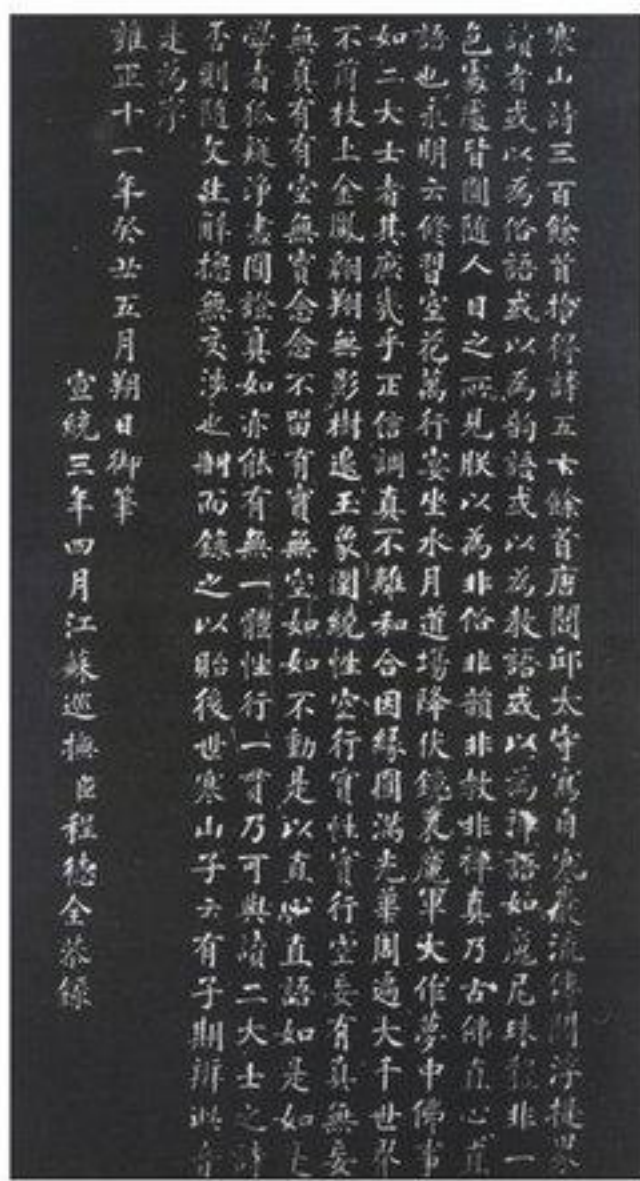 寒山詩三百餘首拾得詩五十餘首唐閭邱太守寫自寒巖流傳閻浮提界
讀者或以為俗語或以為韵語或以為教語或以為禪語如摩尼珠體非一
色處處皆圓隨人目之所見朕以為非俗非韻非教非禪真乃古佛直心直
語也永明云修習空花萬行宴坐水月道場降伏鏡裏魔軍大作夢中佛事
如二大士者其庶幾乎正信調真不離和合因緣圓滿光華周遍大千世界
不萌枝上金鳳翱翔無影樹邊玉象圍繞性空行實性實行空妄有真無妄
無真有有空無實念念不留有實無空如如不動是以直心直語如是如是
學者狐疑淨盡圓證真如亦能有無一體性行一貫乃可與讀二大士之詩
否則隨文生解總無交涉也刪而錄之以貽後世寒山子云有子期辨此音
是為序
雍正十一年癸丑五月朔日御筆
宣統三年四月江蘇巡撫臣程德全恭錄